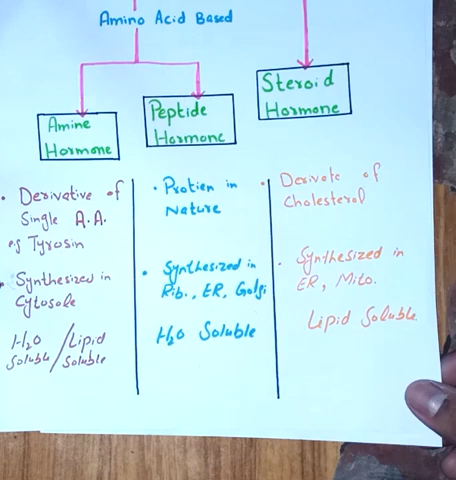 Amino Acid Based
Amine
Hormone
Peptide
Hormone
Steroid
Hormone
• Derivative of
Single A.A.
e.g Tyrosin
• Synthesized in
Cytosole
H2O / Lipid
Soluble / Soluble
• Protien in
Nature
• Synthesized in
Rib., ER, Golgi
H2O Soluble
• Derivate of
Cholesterol
• Synthesized in
ER, Mito.
Lipid Soluble.